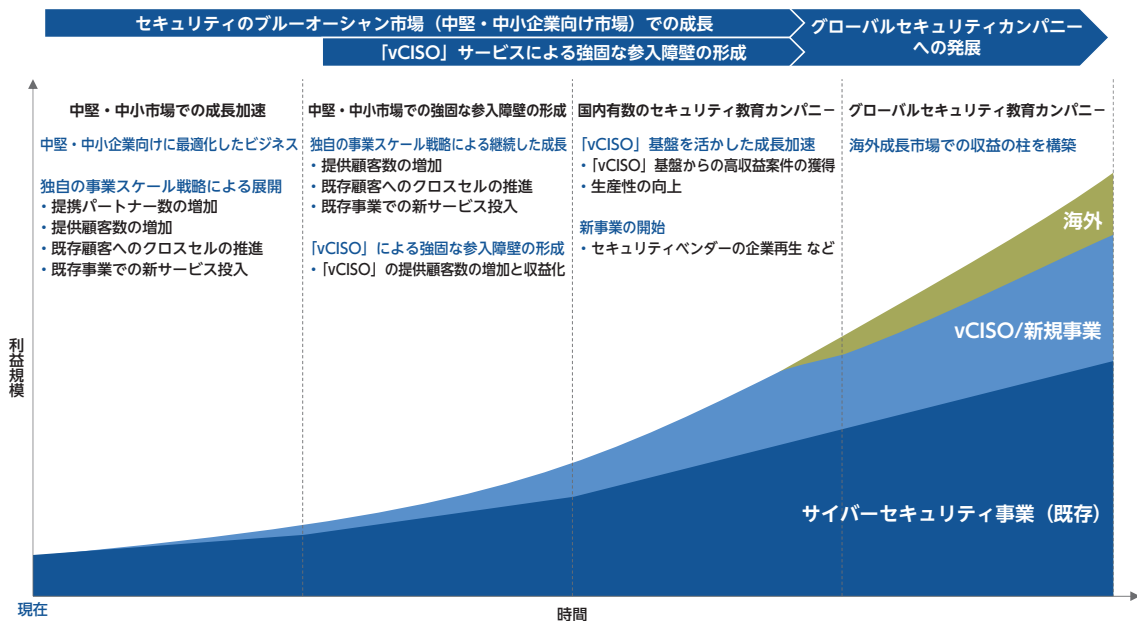 セキュリティのブルーオーシャン市場（中堅・中小企業向け市場）での成長
「vCISO」サービスによる強固な参入障壁の形成
グローバルセキュリティカンパニー
への発展
中堅・中小市場での成長加速
中堅・中小企業向けに最適化したビジネス
独自の事業スケール戦略による展開
・提携パートナー数の増加
・提供顧客数の増加
・既存顧客へのクロスセルの推進
・既存事業での新サービス投入
中堅・中小市場での強固な参入障壁の形成
独自の事業スケール戦略による継続した成長
・提供顧客数の増加
・既存顧客へのクロスセルの推進
・既存事業での新サービス投入
「vCISO」による強固な参入障壁の形成
・「vCISO」の提供顧客数の増加と収益化
国内有数のセキュリティ教育カンパニー
「vCISO」基盤を活かした成長加速
・「vCISO」基盤からの高収益案件の獲得
・生産性の向上
新事業の開始
・セキュリティベンダーの企業再生 など
グローバルセキュリティ教育カンパニー
海外成長市場での収益の柱を構築
海外
vCISO/新規事業
サイバーセキュリティ事業（既存）
利益規模
現在
時間